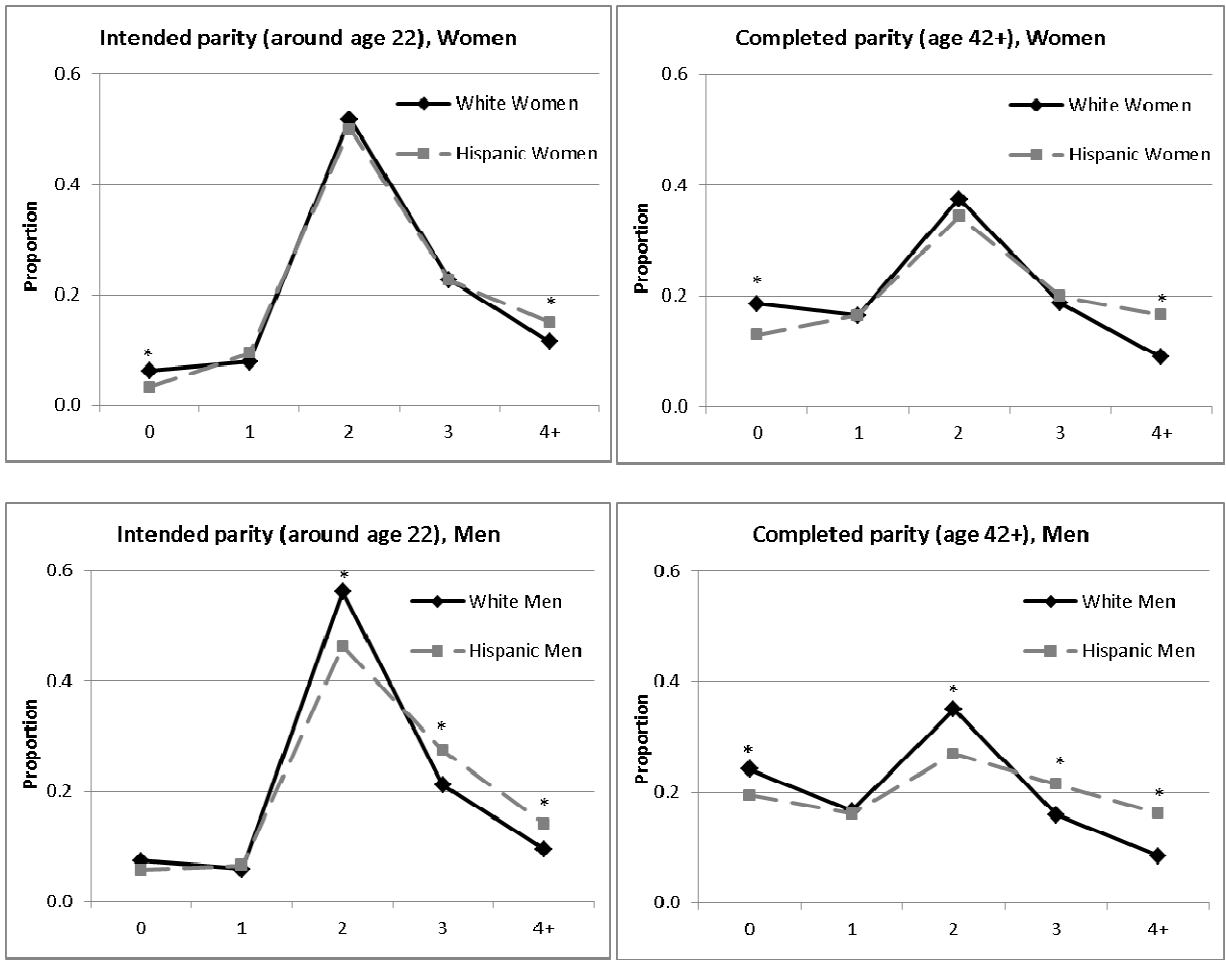 Intended parity (around age 22), Women
0.6
0.4
0.2
0.0
Proportion
White Women
Hispanic Women
*
*
0 1 2 3 4+
Completed parity (age 42+), Women
0.6
0.4
0.2
0.0
Proportion
White Women
Hispanic Women
*
*
0 1 2 3 4+
Intended parity (around age 22), Men
0.6
0.4
0.2
0.0
Proportion
White Men
Hispanic Men
*
*
*
0 1 2 3 4+
Completed parity (age 42+), Men
0.6
0.4
0.2
0.0
Proportion
White Men
Hispanic Men
*
*
*
*
0 1 2 3 4+